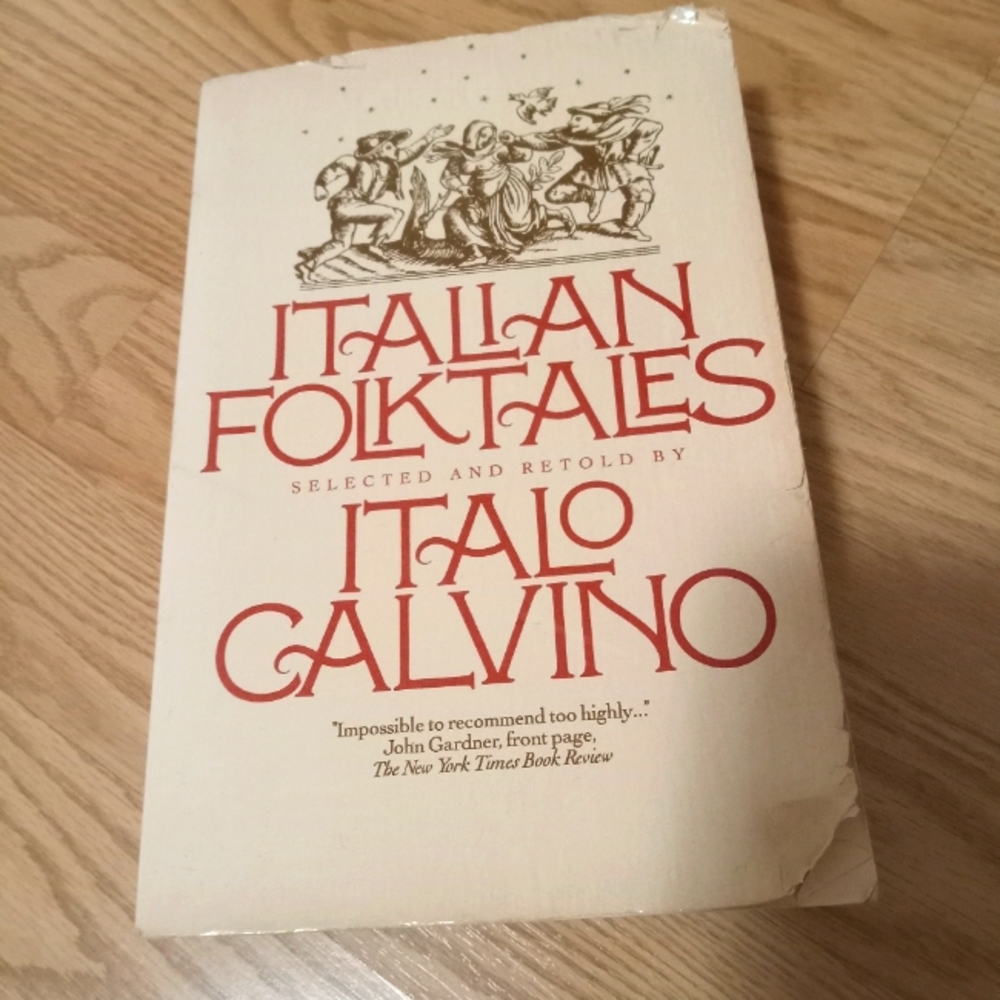 ITALIAN
FOLKTALES
SELECTED AND RETOLD BY
ITALO
CALVINO
"Impossible to recommend too highly..."
John Gardner, front page,
The New York Times Book Review